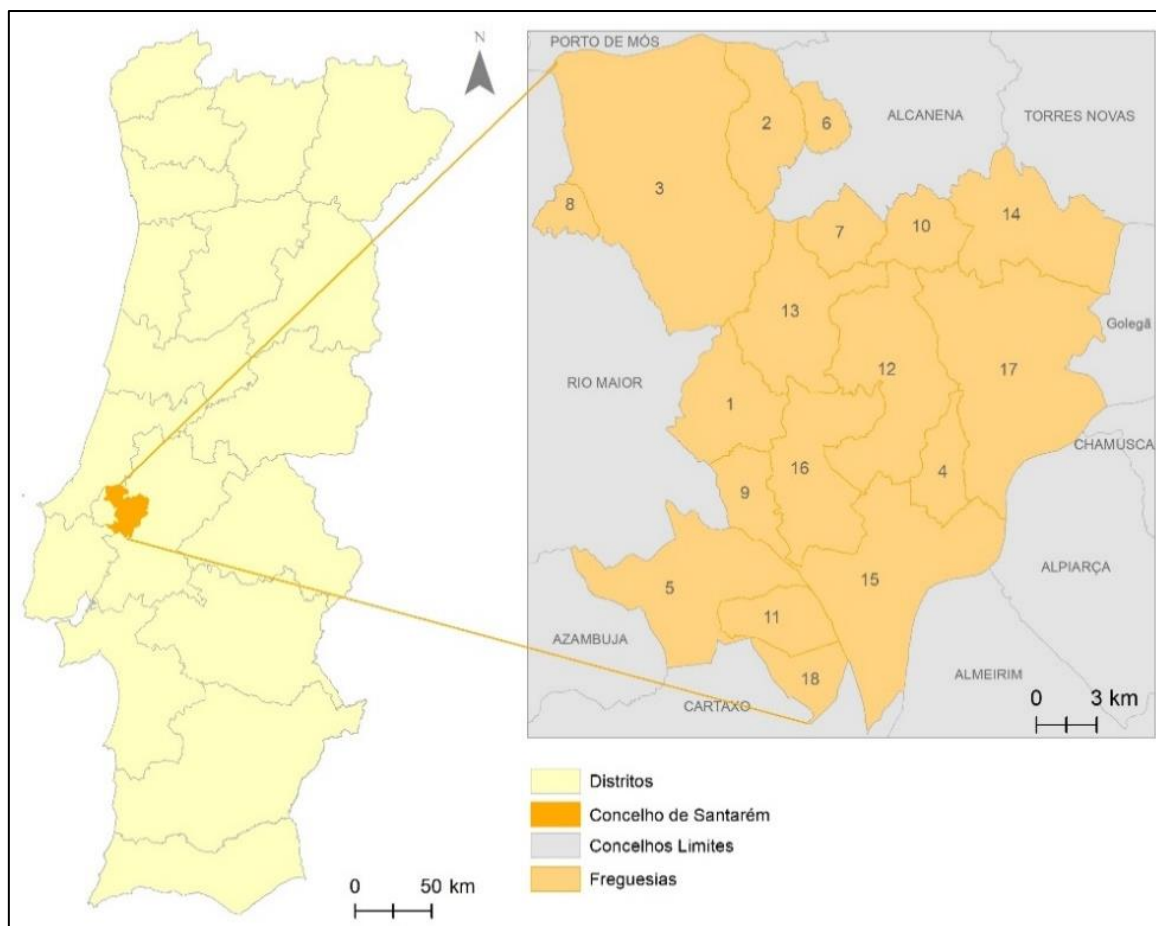 N
PORTO DE MÓS
ALCANENA
TORRES NOVAS
2
6
3
8
7
10
14
13
Golegã
RIO MAIOR
12
17
1
CHAMUSCA
16
4
9
ALPIARÇA
5
15
11
AZAMBUJA
18
ALMEIRIM
CARTAXO
0 3 km
Distritos
Concelho de Santarém
Concelhos Limites
Freguesias
0 50 km